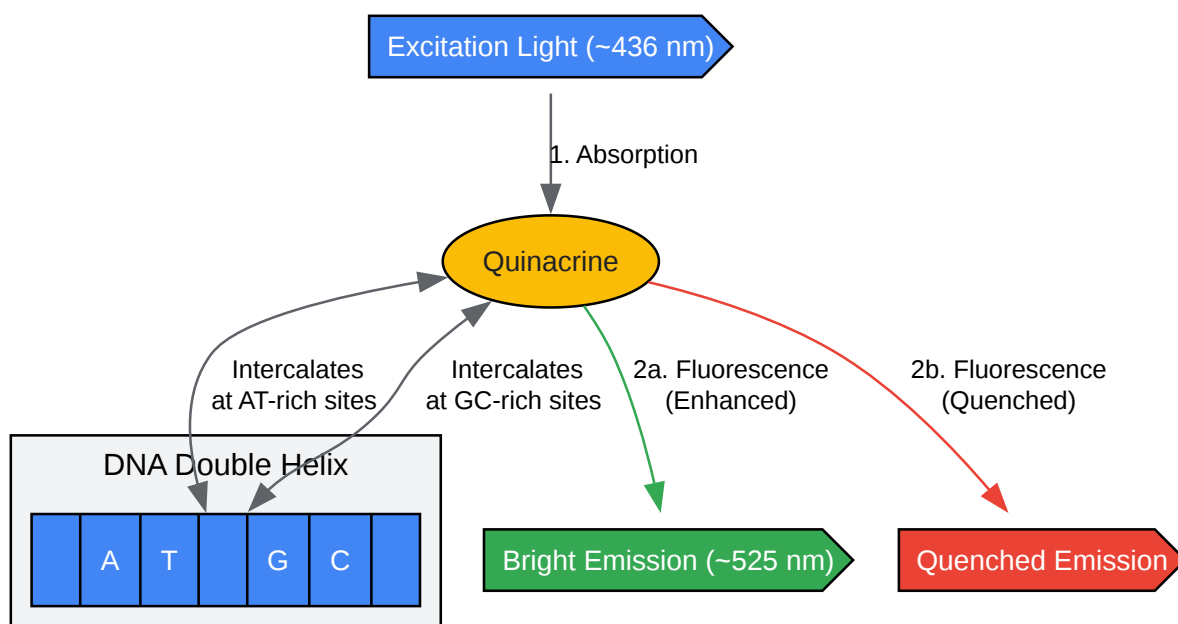 Excitation Light (~436 nm)
1. Absorption
Quinacrine
Intercalates
at AT-rich sites
Intercalates
at GC-rich sites
2a. Fluorescence
(Enhanced)
2b. Fluorescence
(Quenched)
DNA Double Helix
A T G C
Bright Emission (~525 nm)
Quenched Emission